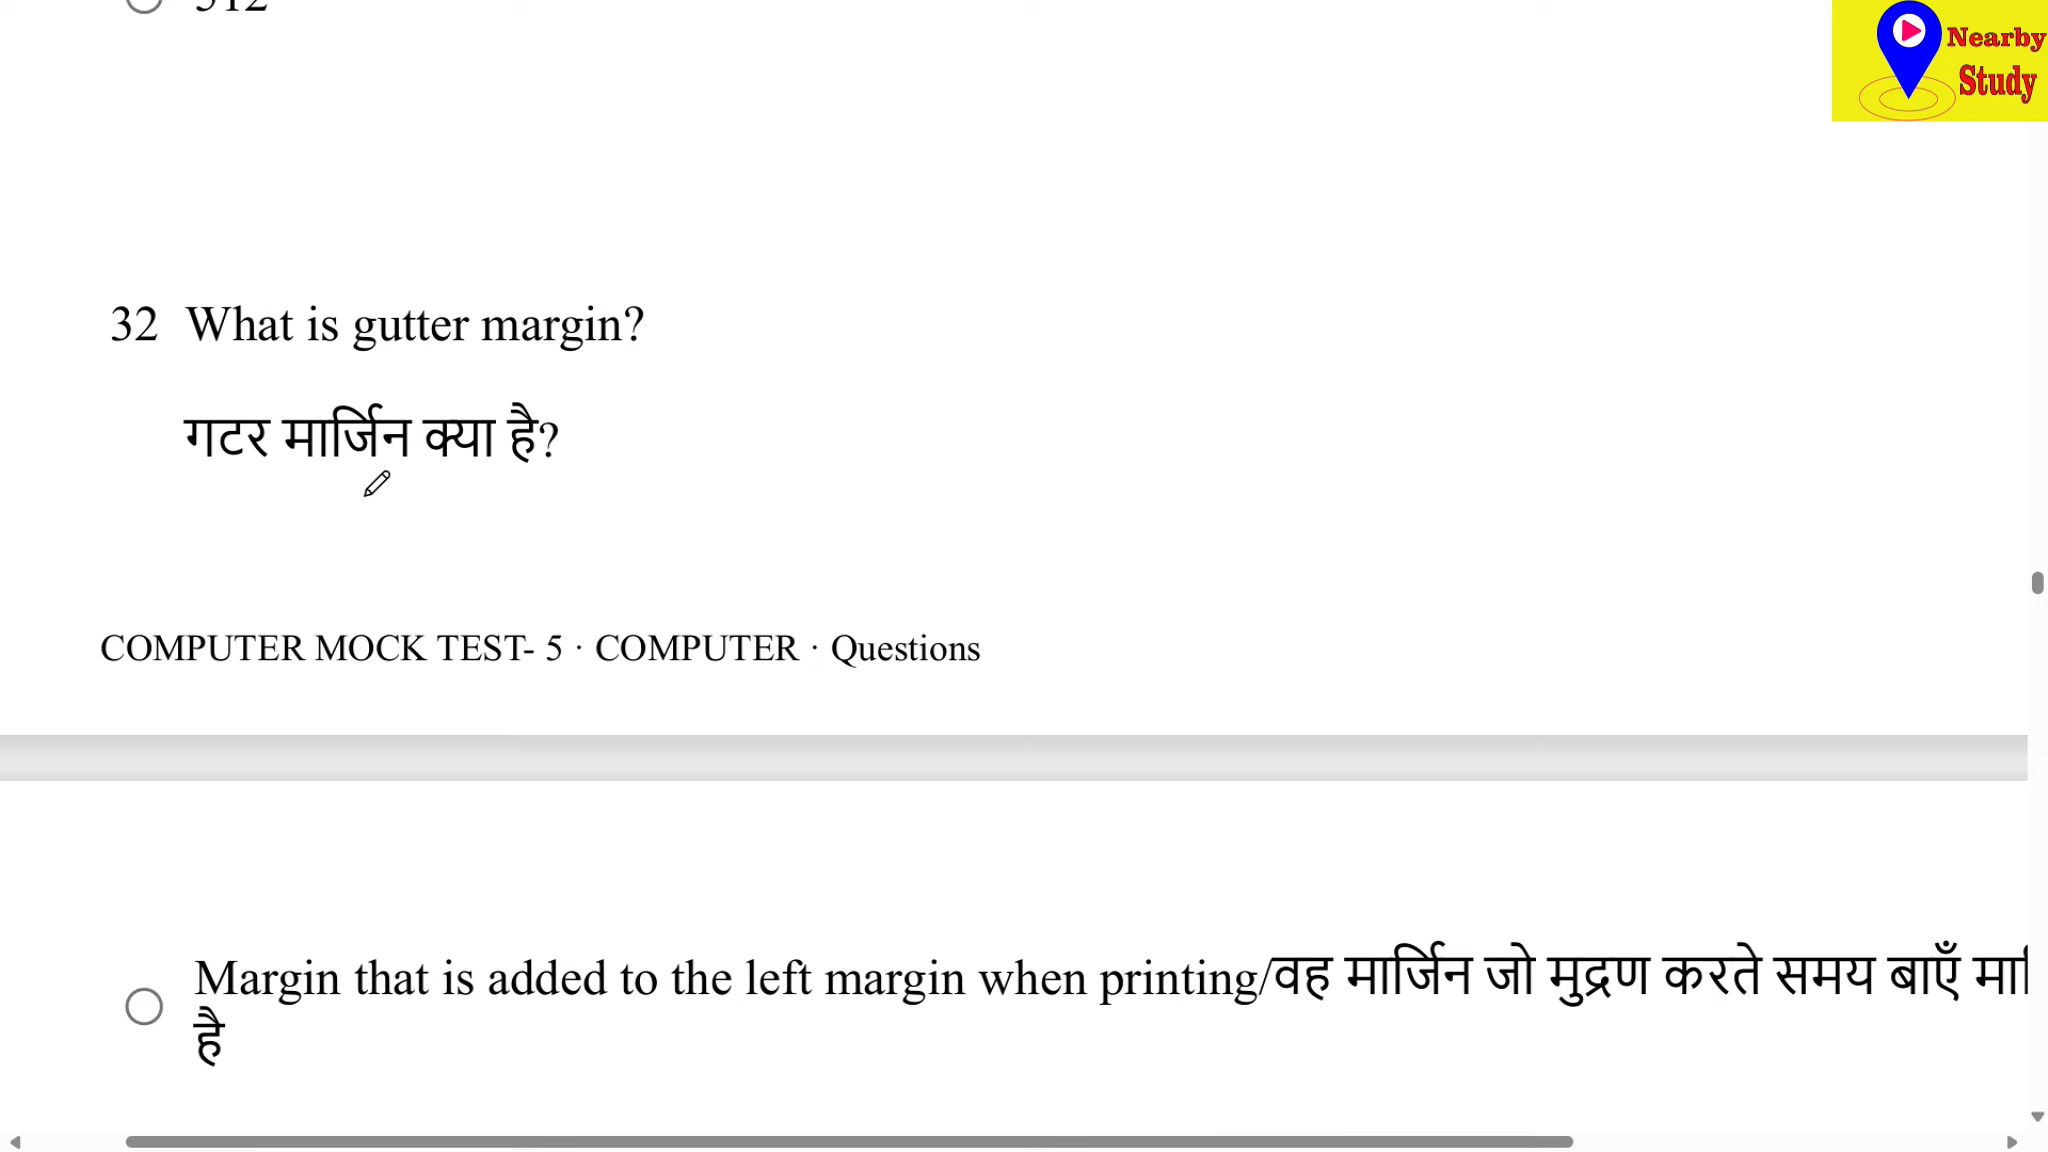 512
Nearby
Study
32 What is gutter margin?
गटर मार्जिन क्या है?
COMPUTER MOCK TEST- 5 · COMPUTER · Questions
Margin that is added to the left margin when printing/वह मार्जिन जो मुद्रण करते समय बाएँ
है